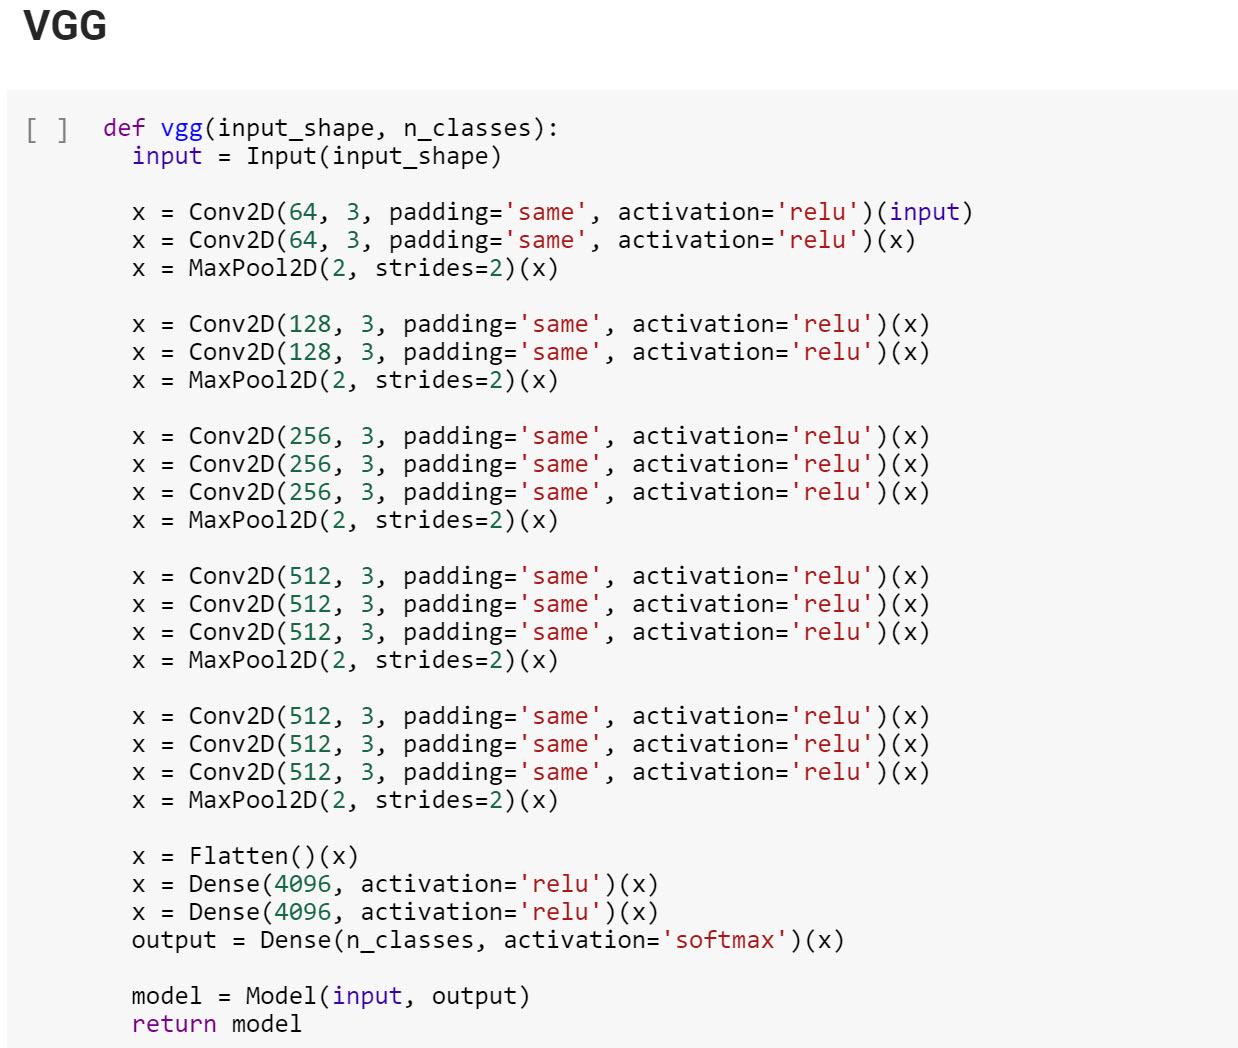 VGG
[ ] def vgg(input_shape, n_classes):
input = Input(input_shape)
x = Conv2D(64, 3, padding='same', activation='relu')(input)
x = Conv2D(64, 3, padding='same', activation='relu')(x)
x = MaxPool2D(2, strides=2)(x)
x = Conv2D(128, 3, padding='same', activation='relu')(x)
x = Conv2D(128, 3, padding='same', activation='relu')(x)
x = MaxPool2D(2, strides=2)(x)
x = Conv2D(256, 3, padding='same', activation='relu')(x)
x = Conv2D(256, 3, padding='same', activation='relu')(x)
x = Conv2D(256, 3, padding='same', activation='relu')(x)
x = MaxPool2D(2, strides=2)(x)
x = Conv2D(512, 3, padding='same', activation='relu')(x)
x = Conv2D(512, 3, padding='same', activation='relu')(x)
x = Conv2D(512, 3, padding='same', activation='relu')(x)
x = MaxPool2D(2, strides=2)(x)
x = Conv2D(512, 3, padding='same', activation='relu')(x)
x = Conv2D(512, 3, padding='same', activation='relu')(x)
x = Conv2D(512, 3, padding='same', activation='relu')(x)
x = MaxPool2D(2, strides=2)(x)
x = Flatten()(x)
x = Dense(4096, activation='relu')(x)
x = Dense(4096, activation='relu')(x)
output = Dense(n_classes, activation='softmax')(x)
model = Model(input, output)
return model